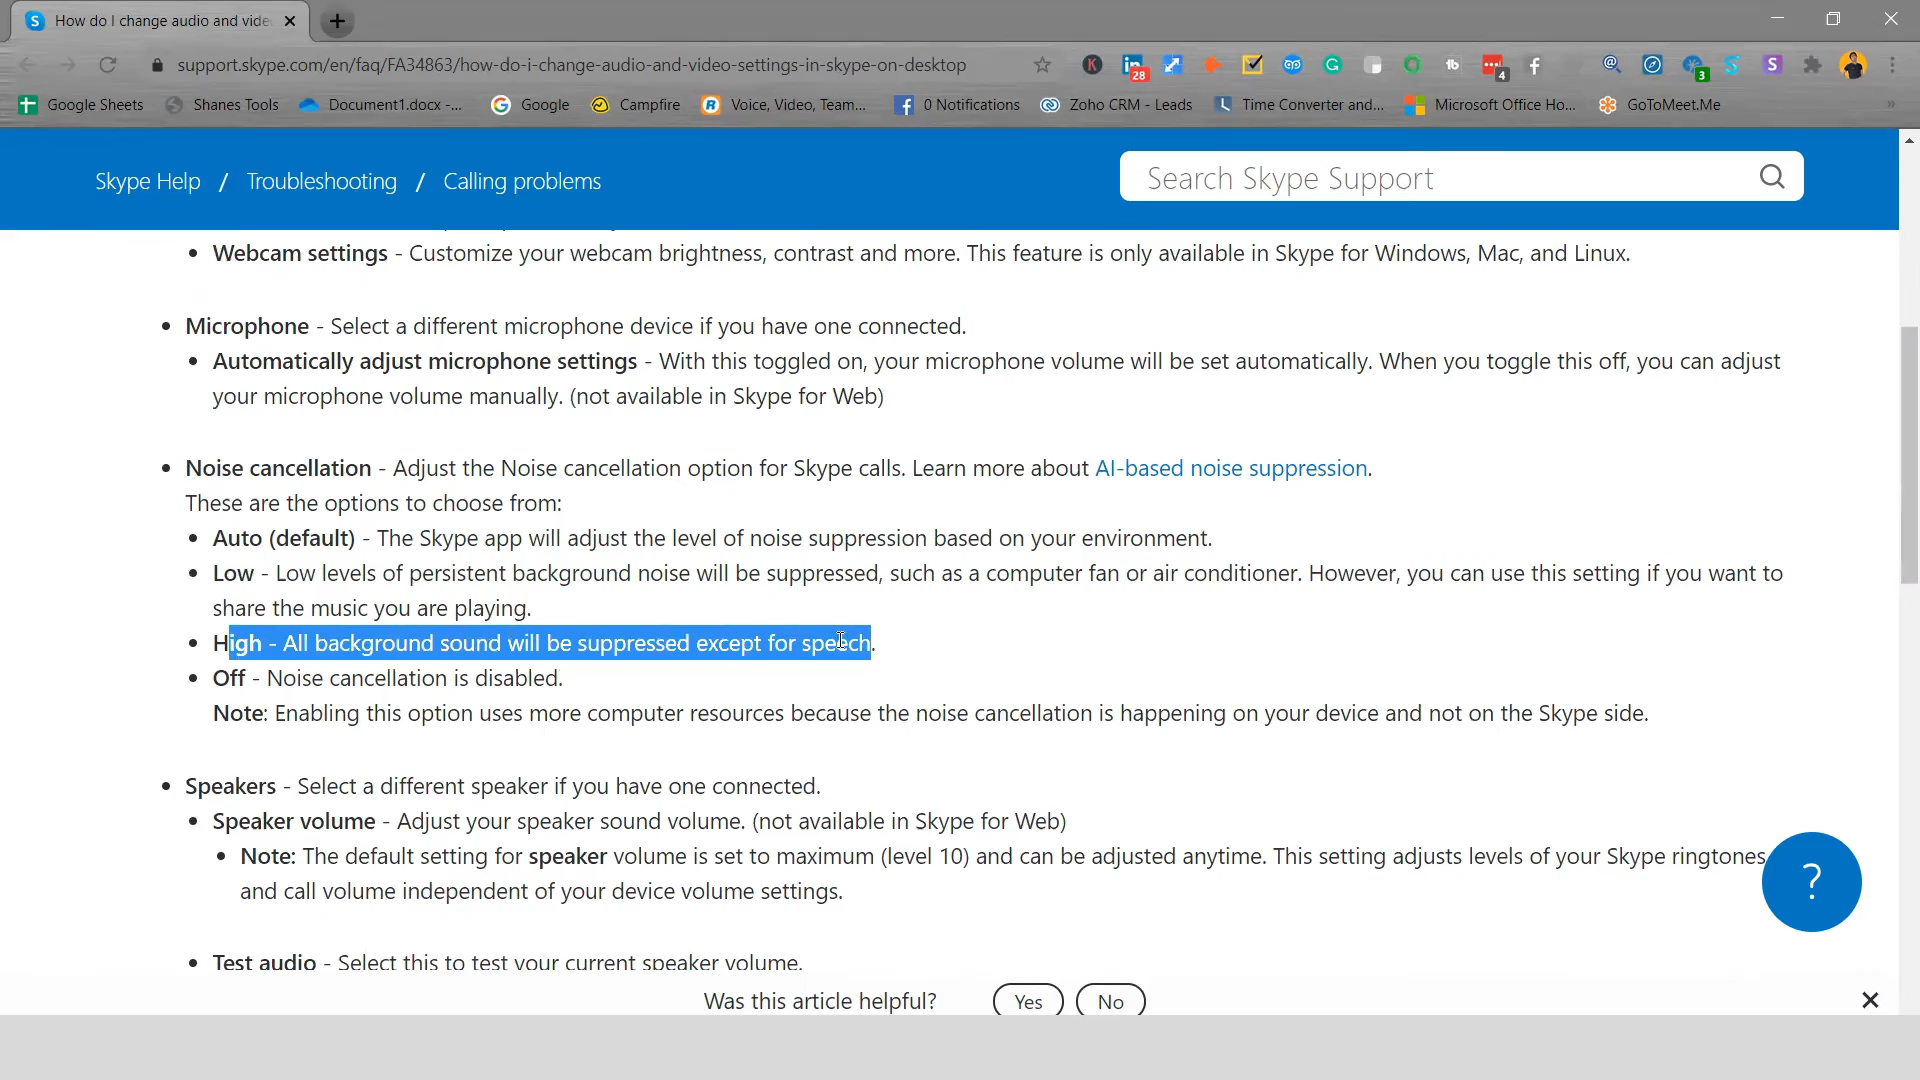 How do I change audio and vide
support.skype.com/en/faq/FA34863/how-do-i-change-audio-and-video-settings-in-skype-on-desktop
K
28
G
tb
4
3
S
Google Sheets
Shanes Tools
Document1.docx -...
Google
Campfire
Voice, Video, Team...
0 Notifications
Zoho CRM - Leads
Time Converter and...
Microsoft Office Ho...
GoToMeet.Me
»
Skype Help / Troubleshooting / Calling problems
Search Skype Support
• Webcam settings - Customize your webcam brightness, contrast and more. This feature is only available in Skype for Windows, Mac, and Linux.
• Microphone - Select a different microphone device if you have one connected.
• Automatically adjust microphone settings - With this toggled on, your microphone volume will be set automatically. When you toggle this off, you can adjust
your microphone volume manually. (not available in Skype for Web)
• Noise cancellation - Adjust the Noise cancellation option for Skype calls. Learn more about AI-based noise suppression.
These are the options to choose from:
• Auto (default) - The Skype app will adjust the level of noise suppression based on your environment.
• Low - Low levels of persistent background noise will be suppressed, such as a computer fan or air conditioner. However, you can use this setting if you want to
share the music you are playing.
• High - All background sound will be suppressed except for speech.
• Off - Noise cancellation is disabled.
Note: Enabling this option uses more computer resources because the noise cancellation is happening on your device and not on the Skype side.
• Speakers - Select a different speaker if you have one connected.
• Speaker volume - Adjust your speaker sound volume. (not available in Skype for Web)
• Note: The default setting for speaker volume is set to maximum (level 10) and can be adjusted anytime. This setting adjusts levels of your Skype ringtones
and call volume independent of your device volume settings.
?
• Test audio - Select this to test your current speaker volume.
Was this article helpful?
Yes
No